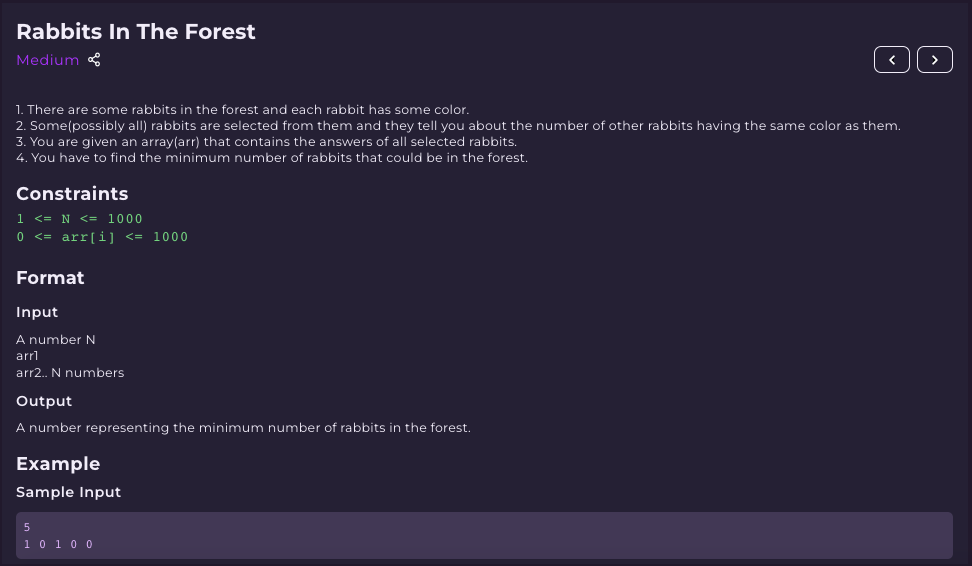 Rabbits In The Forest
Medium
1. There are some rabbits in the forest and each rabbit has some color.
2. Some(possibly all) rabbits are selected from them and they tell you about the number of other rabbits having the same color as them.
3. You are given an array(arr) that contains the answers of all selected rabbits.
4. You have to find the minimum number of rabbits that could be in the forest.
Constraints
1 <= N <= 1000
0 <= arr[i] <= 1000
Format
Input
A number N
arr1
arr2.. N numbers
Output
A number representing the minimum number of rabbits in the forest.
Example
Sample Input
5
1 0 1 0 0